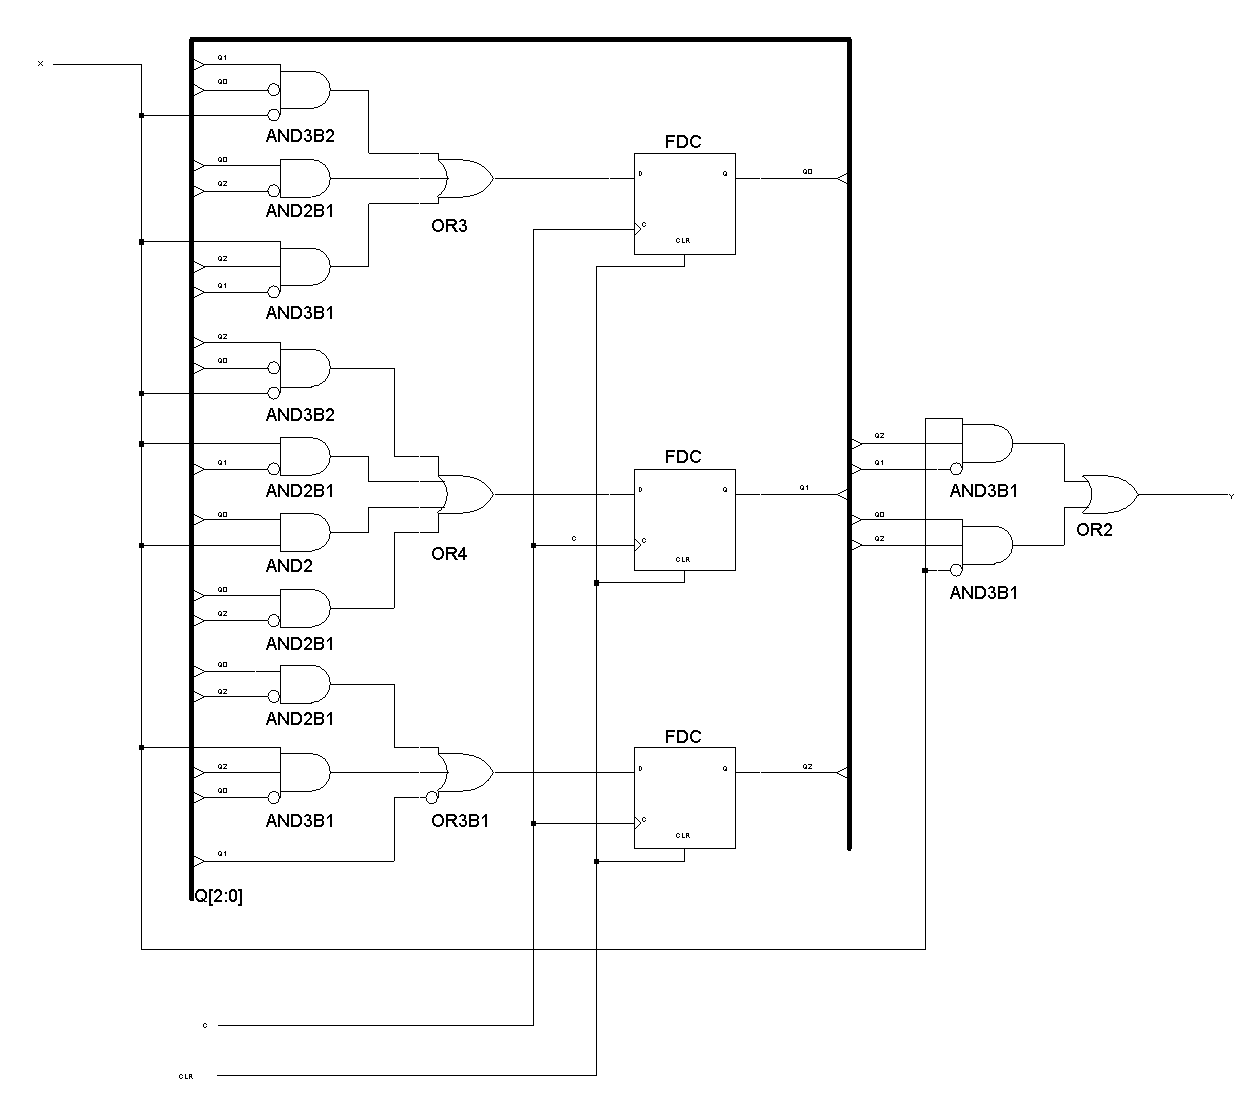 X
Q1
Q0
AND3B2
Q0
Q2
AND2B1
Q2
Q1
AND3B1
OR3
FDC
D
Q
C
CLR
Q0
Q2
Q0
AND3B2
Q1
AND2B1
Q0
AND2
Q0
Q2
AND2B1
OR4
FDC
D
Q
C
C
CLR
Q1
Q0
Q2
AND2B1
Q2
Q0
AND3B1
Q1
OR3B1
FDC
D
Q
C
CLR
Q2
Q[2:0]
Q2
Q1
AND3B1
Q0
Q2
AND3B1
OR2
Y
C
CLR